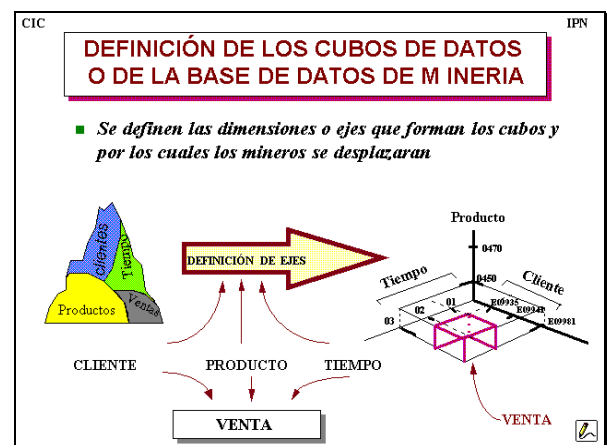 CIC
IPN
DEFINICIÓN DE LOS CUBOS DE DATOS
O DE LA BASE DE DATOS DE M INERIA
Se definen las dimensiones o ejes que forman los cubos y
por los cuales los mineros se desplazaran
clientes
Tiempo
Productos
Ventas
DEFINICIÓN DE EJES
CLIENTE
PRODUCTO
TIEMPO
VENTA
Producto
0470
0450
Tiempo
Cliente
01
02
03
E09935
E09981
VENTA